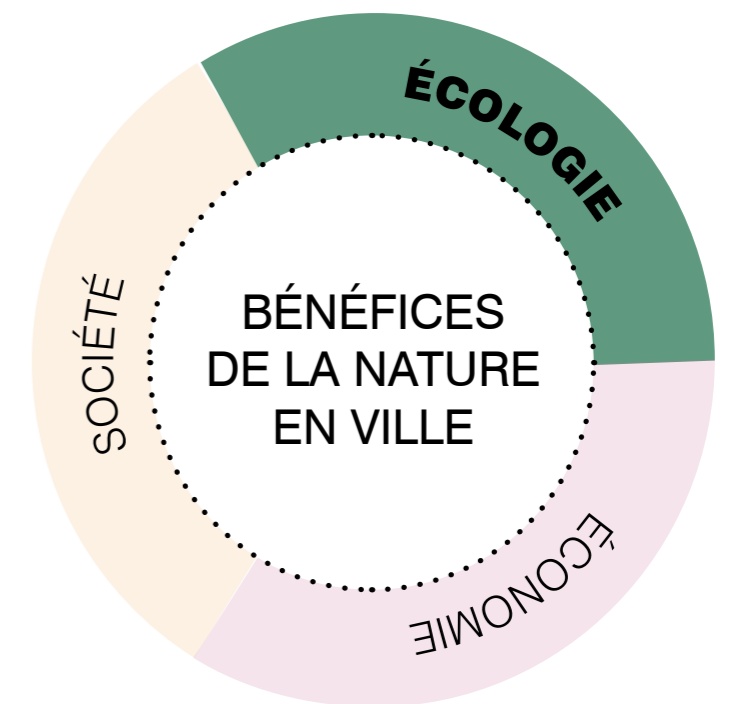 ÉCOLOGIE
SOCIÉTÉ
BÉNÉFICES
DE LA NATURE
EN VILLE
ÉCONOMIE